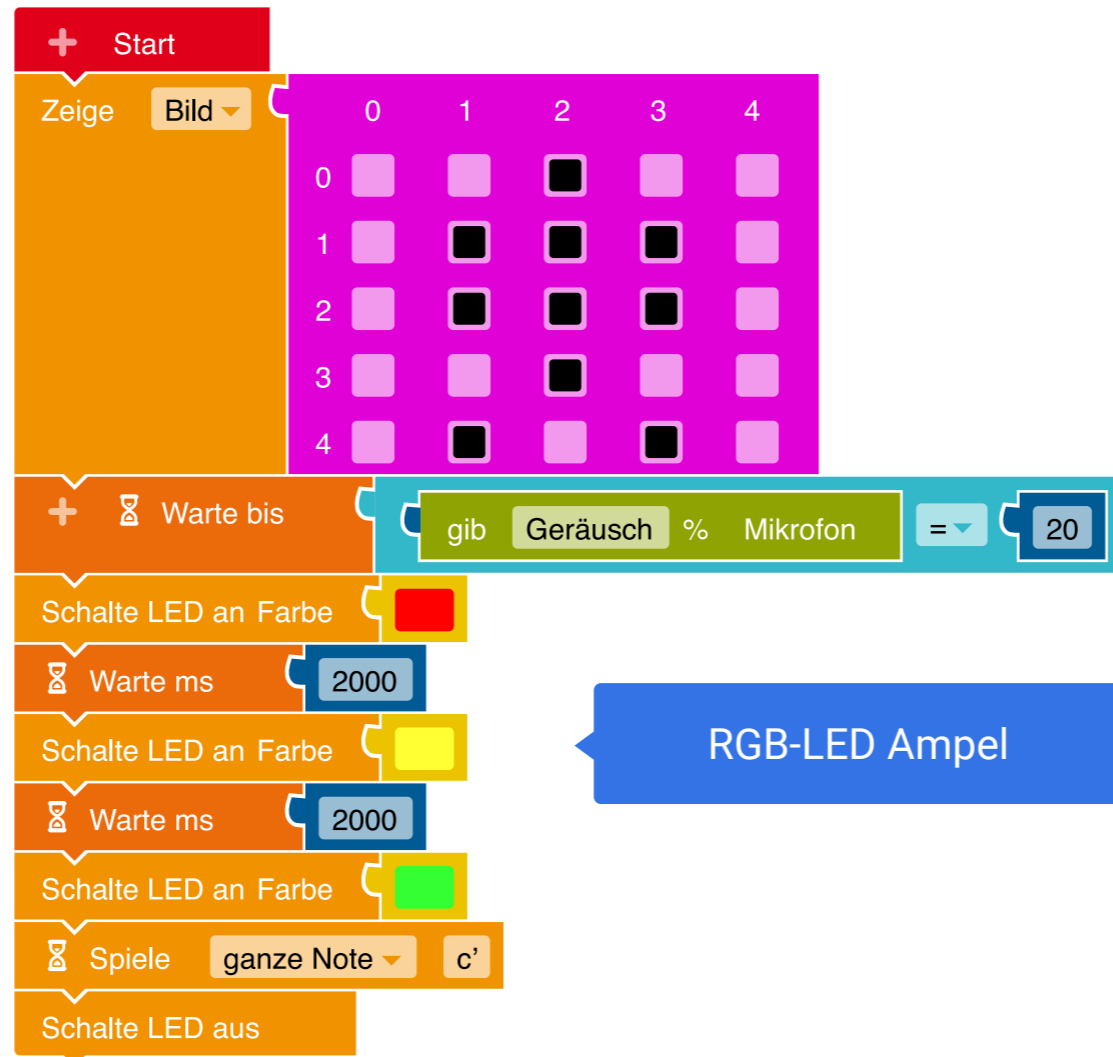 Start
Zeige Bild
0 1 2 3 4
0
1
2
3
4
Warte bis gib Geräusch % Mikrofon = 20
Schalte LED an Farbe
Warte ms 2000
Schalte LED an Farbe
RGB-LED Ampel
Warte ms 2000
Schalte LED an Farbe
Spiele ganze Note c’
Schalte LED aus